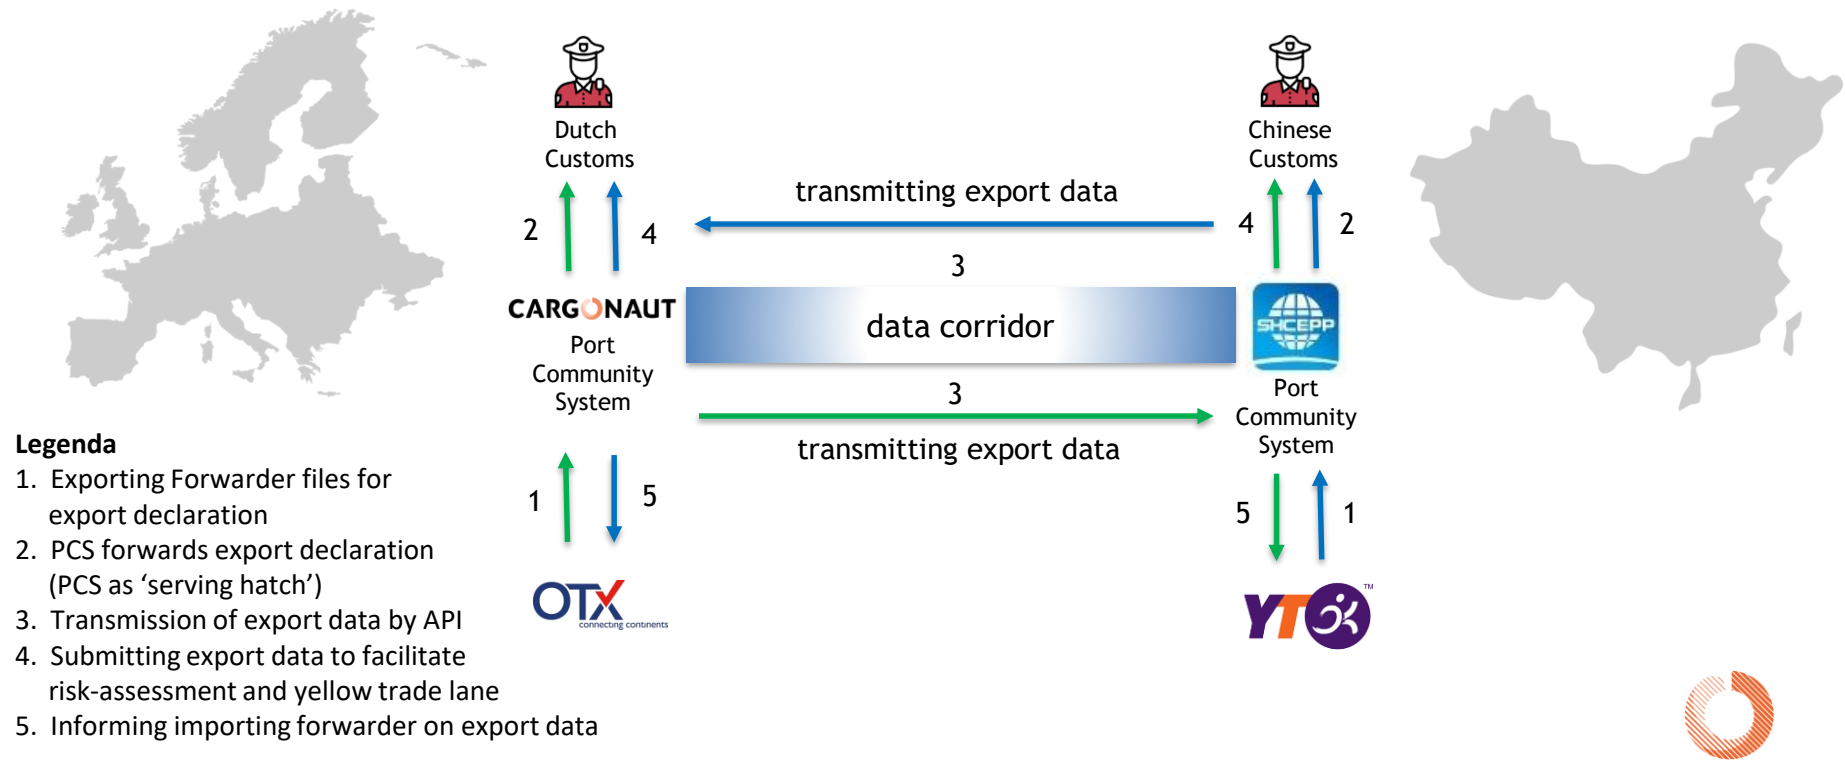 Dutch
Customs
Chinese
Customs
transmitting export data
2
4
4
2
3
CARGONAUT
data corridor
SHCEPP
Port
Community
System
3
Port
Community
System
transmitting export data
1
5
5
1
OTX
connecting continents
YTO
TM
Legenda
1. Exporting Forwarder files for
export declaration
2. PCS forwards export declaration
(PCS as ‘serving hatch’)
3. Transmission of export data by API
4. Submitting export data to facilitate
risk-assessment and yellow trade lane
5. Informing importing forwarder on export data